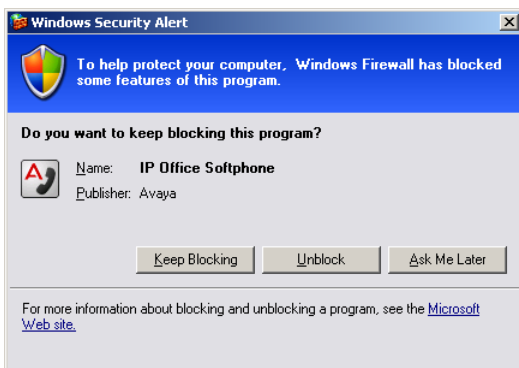 Windows Security Alert
To help protect your computer, Windows Firewall has blocked
some features of this program.
Do you want to keep blocking this program?
Name: IP Office Softphone
Publisher: Avaya
Keep Blocking Unblock Ask Me Later
For more information about blocking and unblocking a program, see the Microsoft
Web site.